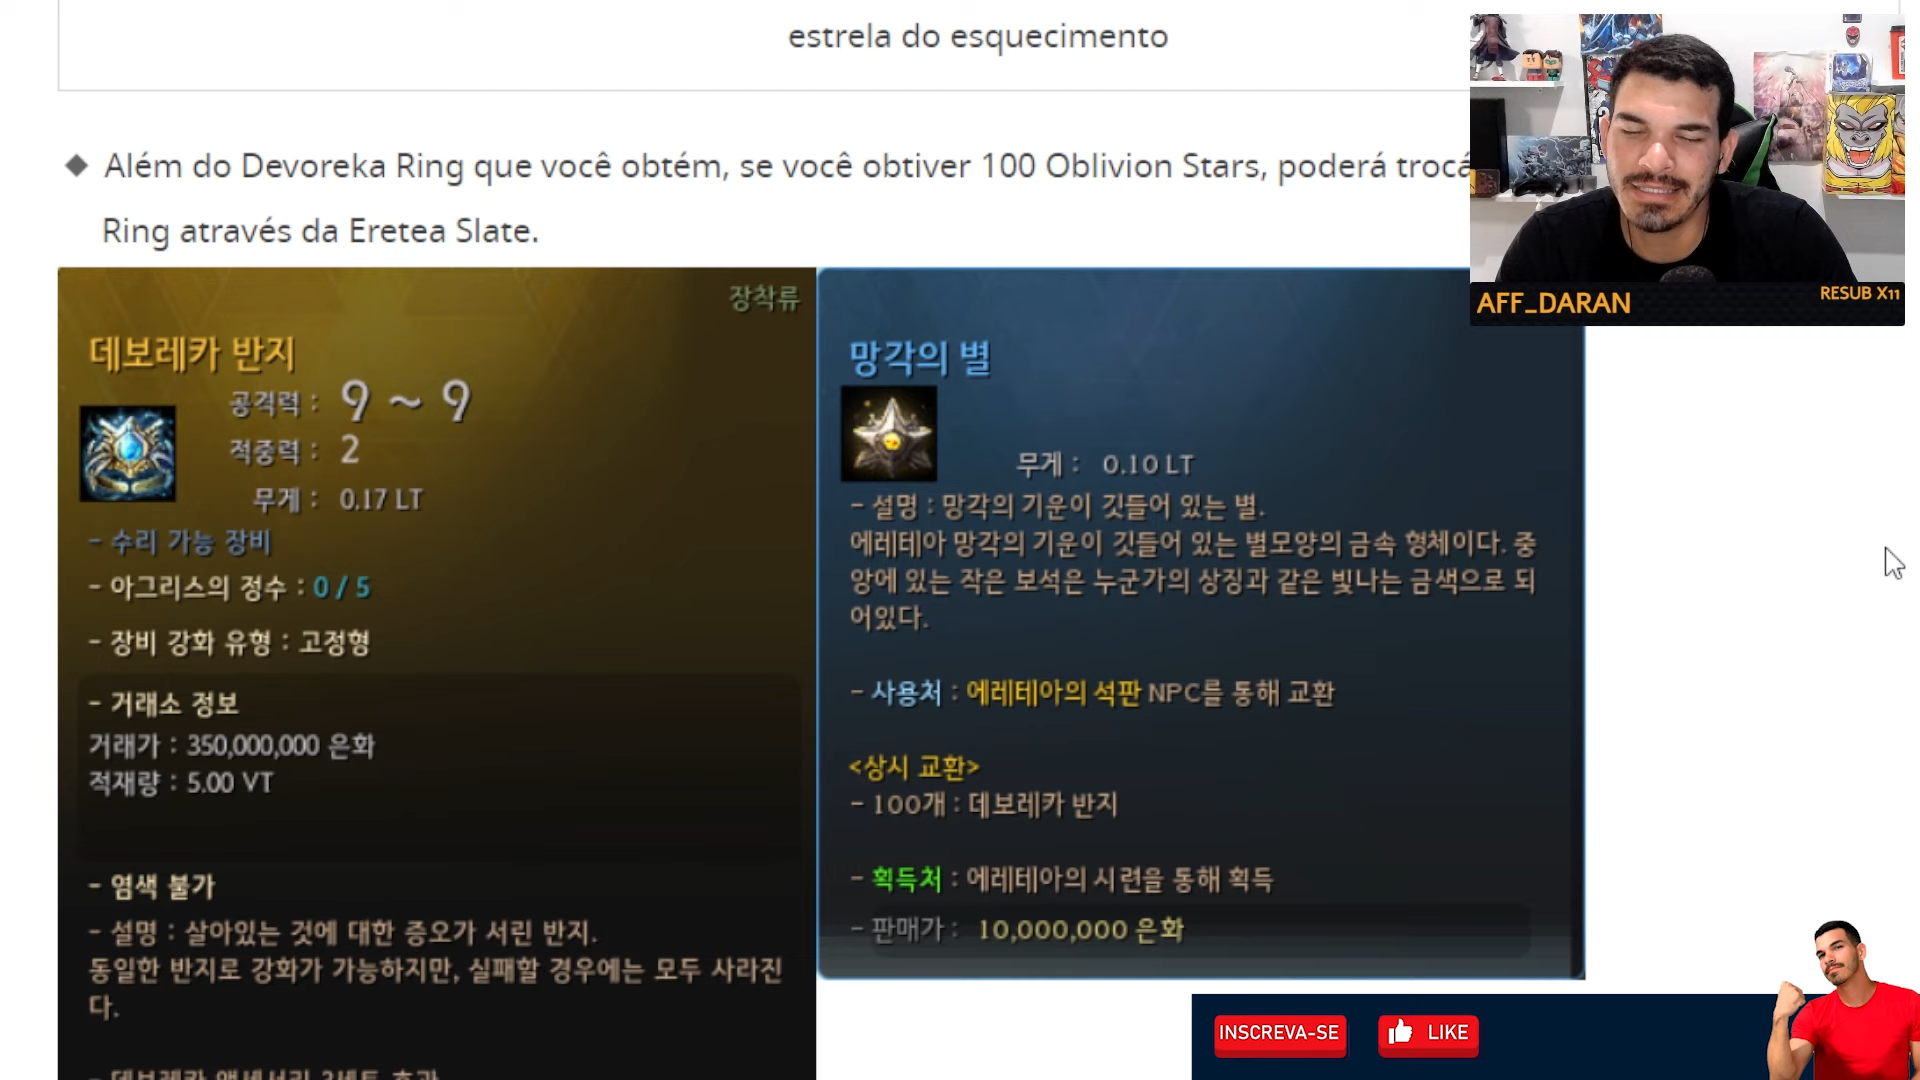 estrela do esquecimento
◆ Além do Devoreka Ring que você obtém, se você obtiver 100 Oblivion Stars, poderá trocá
Ring através da Eretea Slate.
AFF_DARAN
RESUB X11
장착류
데보레카 반지
공격력 : 9 ~ 9
적중력 : 2
무게 : 0.17 LT
- 수리 가능 장비
- 아그리스의 정수 : 0 / 5
- 장비 강화 유형 : 고정형
- 거래소 정보
거래가 : 350,000,000 은화
적재량 : 5.00 VT
- 염색 불가
- 설명 : 살아있는 것에 대한 증오가 서린 반지.
동일한 반지로 강화가 가능하지만, 실패할 경우에는 모두 사라진
다.
- 데보레카 액세서리 2세트 효과
망각의 별
무게 : 0.10 LT
- 설명 : 망각의 기운이 깃들어 있는 별.
에레테아 망각의 기운이 깃들어 있는 별모양의 금속 형체이다. 중
앙에 있는 작은 보석은 누군가의 상징과 같은 빛나는 금색으로 되
어있다.
- 사용처 : 에레테아의 석판 NPC를 통해 교환
<상시 교환>
- 100개 : 데보레카 반지
- 획득처 : 에레테아의 시련을 통해 획득
- 판매가 : 10,000,000 은화
INSCREVA-SE
LIKE